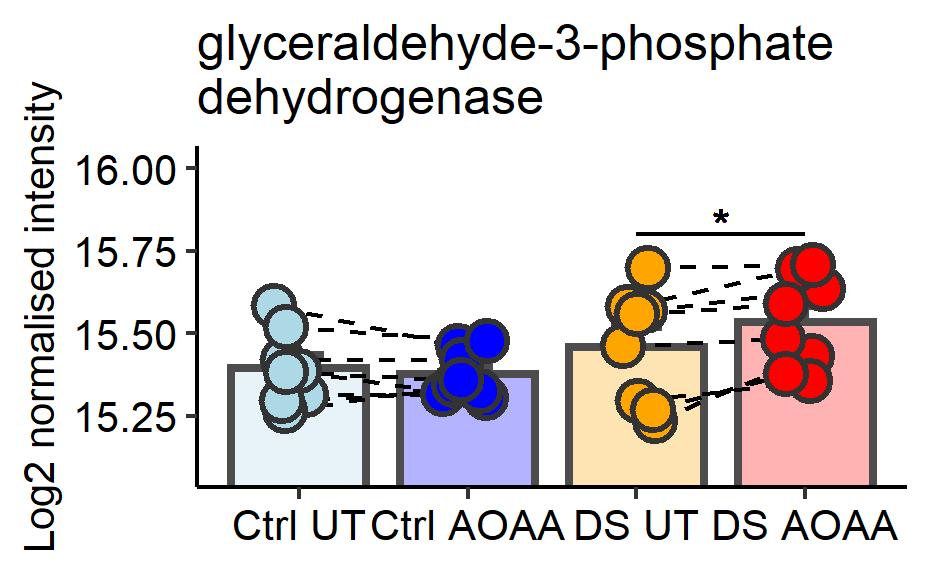 glyceraldehyde-3-phosphate
dehydrogenase
Log2 normalised intensity
16.00
15.75
15.50
15.25
*
Ctrl UT Ctrl AOAA DS UT DS AOAA